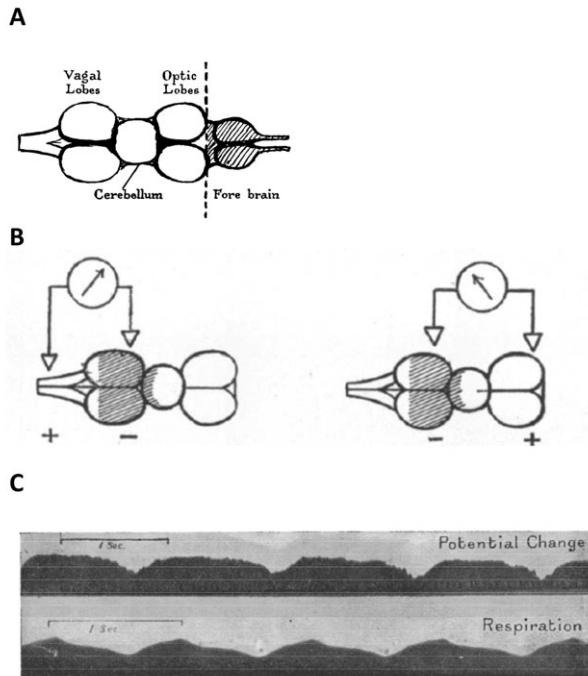 A
Vagal
Lobes
Optic
Lobes
Cerebellum
Fore brain
B
+
−
−
+
C
1 Sec.
Potential Change
1 Sec
Respiration